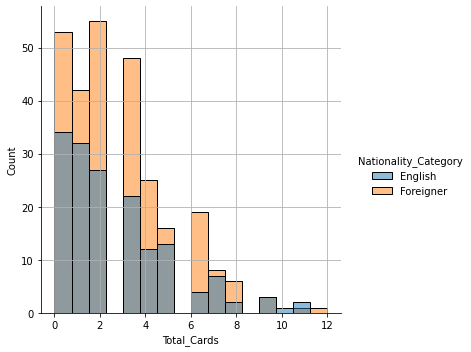 50
40
30
20
10
0
Count
0 2 4 6 8 10 12
Total_Cards
Nationality_Category
English
Foreigner